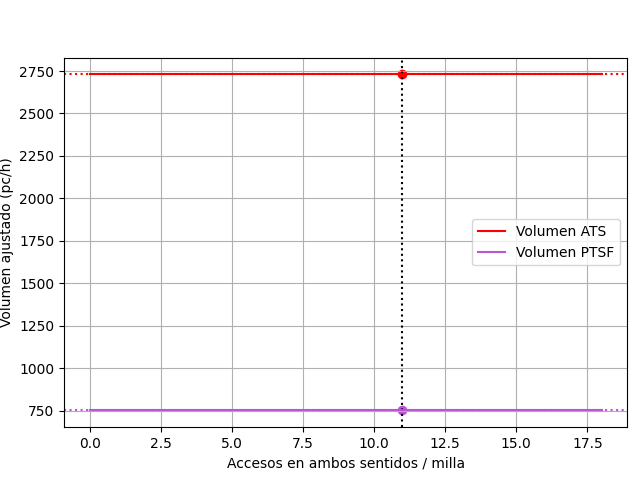 2750
2500
2250
2000
1750
1500
1250
1000
750
Volumen ajustado (pc/h)
Volumen ATS
Volumen PTSF
0.0 2.5 5.0 7.5 10.0 12.5 15.0 17.5
Accesos en ambos sentidos / milla